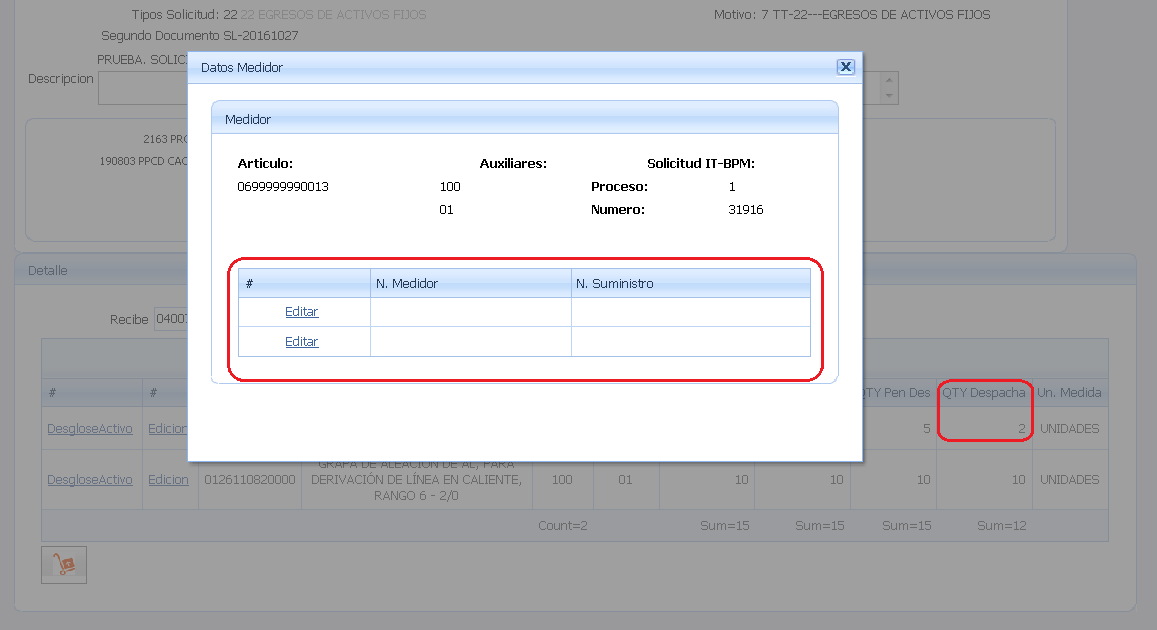 Tipos Solicitud: 22 22 EGRESOS DE ACTIVOS FIJOS Motivo: 7 TT-22---EGRESOS DE ACTIVOS FIJOS
Segundo Documento SL-20161027
PRUEBA. SOLIC
Descripcion
Datos Medidor
X
Medidor
2163 PRO
190803 PPCD CAC
Articulo: Auxiliares: Solicitud IT-BPM:
0699999990013 100 Proceso: 1
01 Numero: 31916
Detalle
# N. Medidor N. Suministro
Editar
Editar
Recibe 0400
# # QTY Pen Des QTY Despacha Un. Medida
DesgloseActivo Edicion 5 2 UNIDADES
GRAPA DE ALEACIÓN DE AL, PARA
DesgloseActivo Edicion 0126110820000 DERIVACIÓN DE LÍNEA EN CALIENTE, 100 01 10 10 10 10 UNIDADES
RANGO 6 - 2/0
Count=2 Sum=15 Sum=15 Sum=15 Sum=12